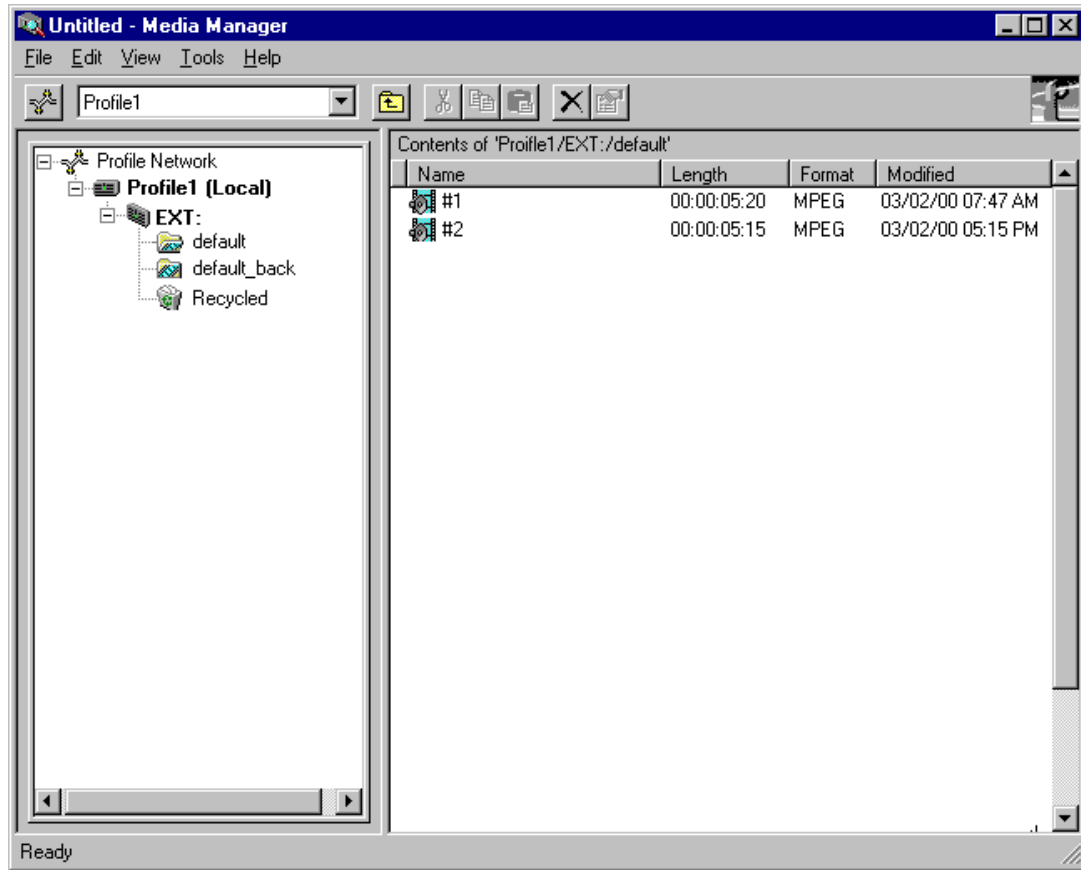 Untitled - Media Manager
File Edit View Tools Help
Profile1
Profile Network
Profile1 (Local)
EXT:
default
default_back
Recycled
Contents of 'Proifle1/EXT:/default'
Name Length Format Modified
#1 00:00:05:20 MPEG 03/02/00 07:47 AM
#2 00:00:05:15 MPEG 03/02/00 05:15 PM
Ready